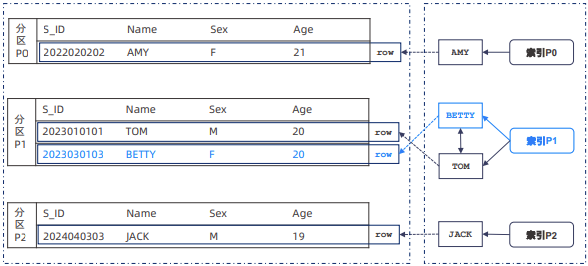 分区P0
S_ID Name Sex Age
2022020202 AMY F 21 row
AMY 索引P0
分区P1
S_ID Name Sex Age
2023010101 TOM M 20 row
2023030103 BETTY F 20 row
BETTY
TOM
索引P1
分区P2
S_ID Name Sex Age
2024040303 JACK M 19 row
JACK 索引P2